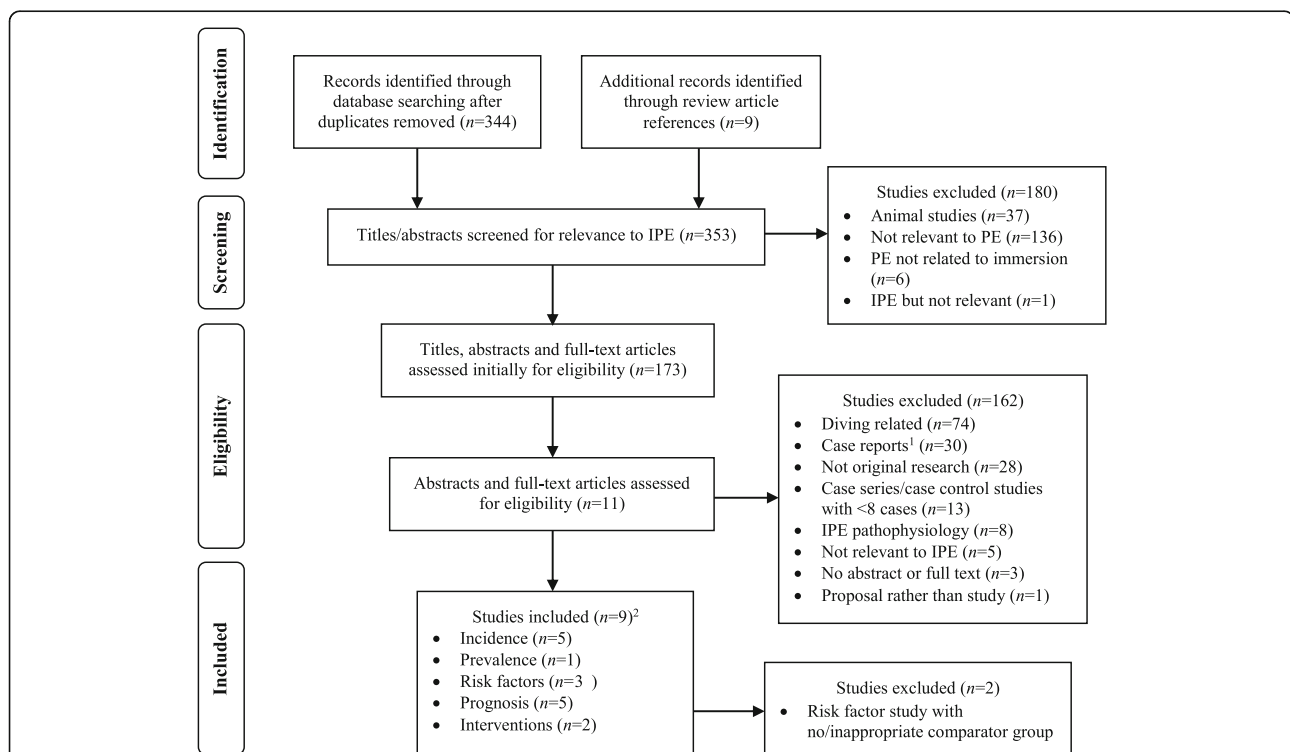 Identification
Records identified through
database searching after
duplicates removed (n=344)
Additional records identified
through review article
references (n=9)
Screening
Titles/abstracts screened for relevance to IPE (n=353)
Studies excluded (n=180)
• Animal studies (n=37)
• Not relevant to PE (n=136)
• PE not related to immersion
(n=6)
• IPE but not relevant (n=1)
Eligibility
Titles, abstracts and full-text articles
assessed initially for eligibility (n=173)
Abstracts and full-text articles assessed
for eligibility (n=11)
Studies excluded (n=162)
• Diving related (n=74)
• Case reports¹ (n=30)
• Not original research (n=28)
• Case series/case control studies
with <8 cases (n=13)
• IPE pathophysiology (n=8)
• Not relevant to IPE (n=5)
• No abstract or full text (n=3)
• Proposal rather than study (n=1)
Included
Studies included (n=9)²
• Incidence (n=5)
• Prevalence (n=1)
• Risk factors (n=3 )
• Prognosis (n=5)
• Interventions (n=2)
Studies excluded (n=2)
• Risk factor study with
no/inappropriate comparator group